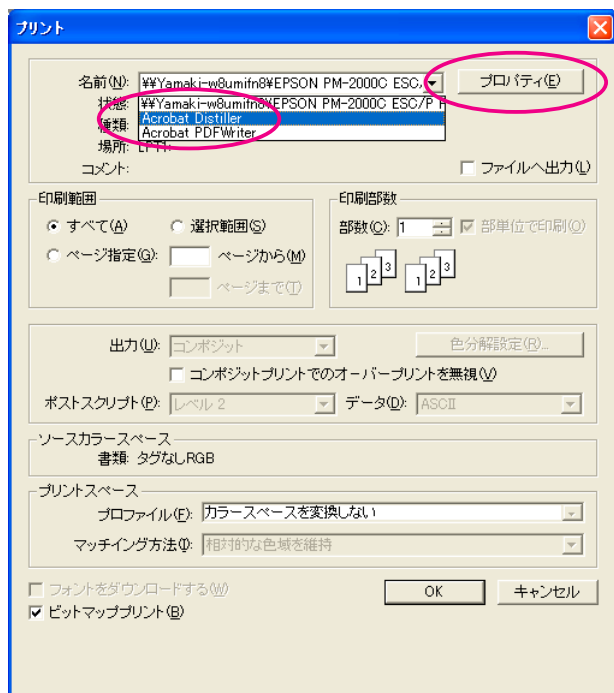 プリント
名前(N): ¥¥Yamaki-w8umifn8¥EPSON PM-2000C ESC/ プロパティ(E)
状態: ¥¥Yamaki-w8umifn8¥EPSON PM-2000C ESC/P
種類: Acrobat Distiller
Acrobat PDFWriter
場所: LPT1:
コメント: ファイルへ出力(L)
印刷範囲 印刷部数
すべて(A) 選択範囲(S) 部数(C): 1 部単位で印刷(O)
ページ指定(G): ページから(M)
ページまで(T)
1 2 3 1 2 3
出力(U): コンポジット 色分解設定(R)...
コンポジットプリントでのオーバープリントを無視(V)
ポストスクリプト(P): レベル 2 データ(D): ASCII
ソースカラースペース
書類: タグなしRGB
プリントスペース
プロファイル(F): カラースペースを変換しない
マッチイング方法(I): 相対的な色域を維持
フォントをダウンロードする(W) OK キャンセル
ビットマッププリント(B)